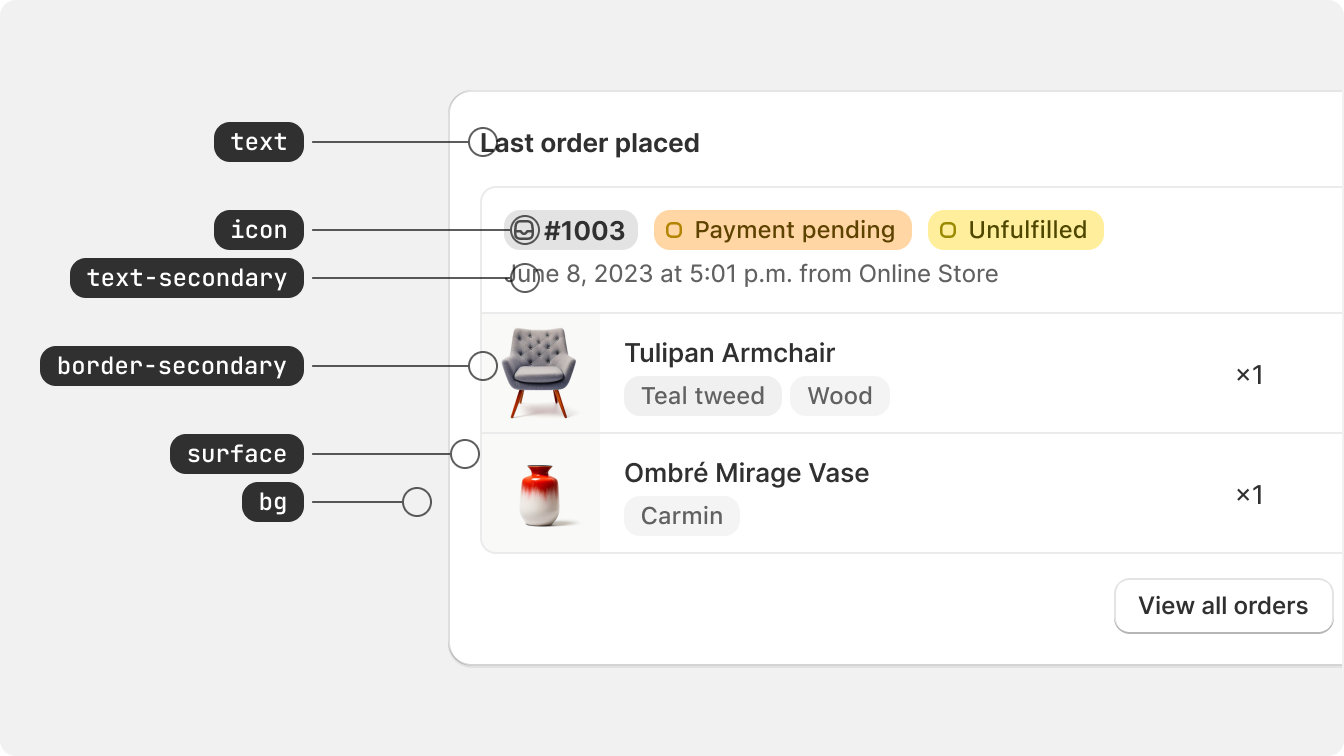 text
Last order placed
icon
#1003 Payment pending Unfulfilled
text-secondary
June 8, 2023 at 5:01 p.m. from Online Store
border-secondary
Tulipan Armchair
Teal tweed Wood
×1
surface
bg
Ombré Mirage Vase
Carmin
×1
View all orders